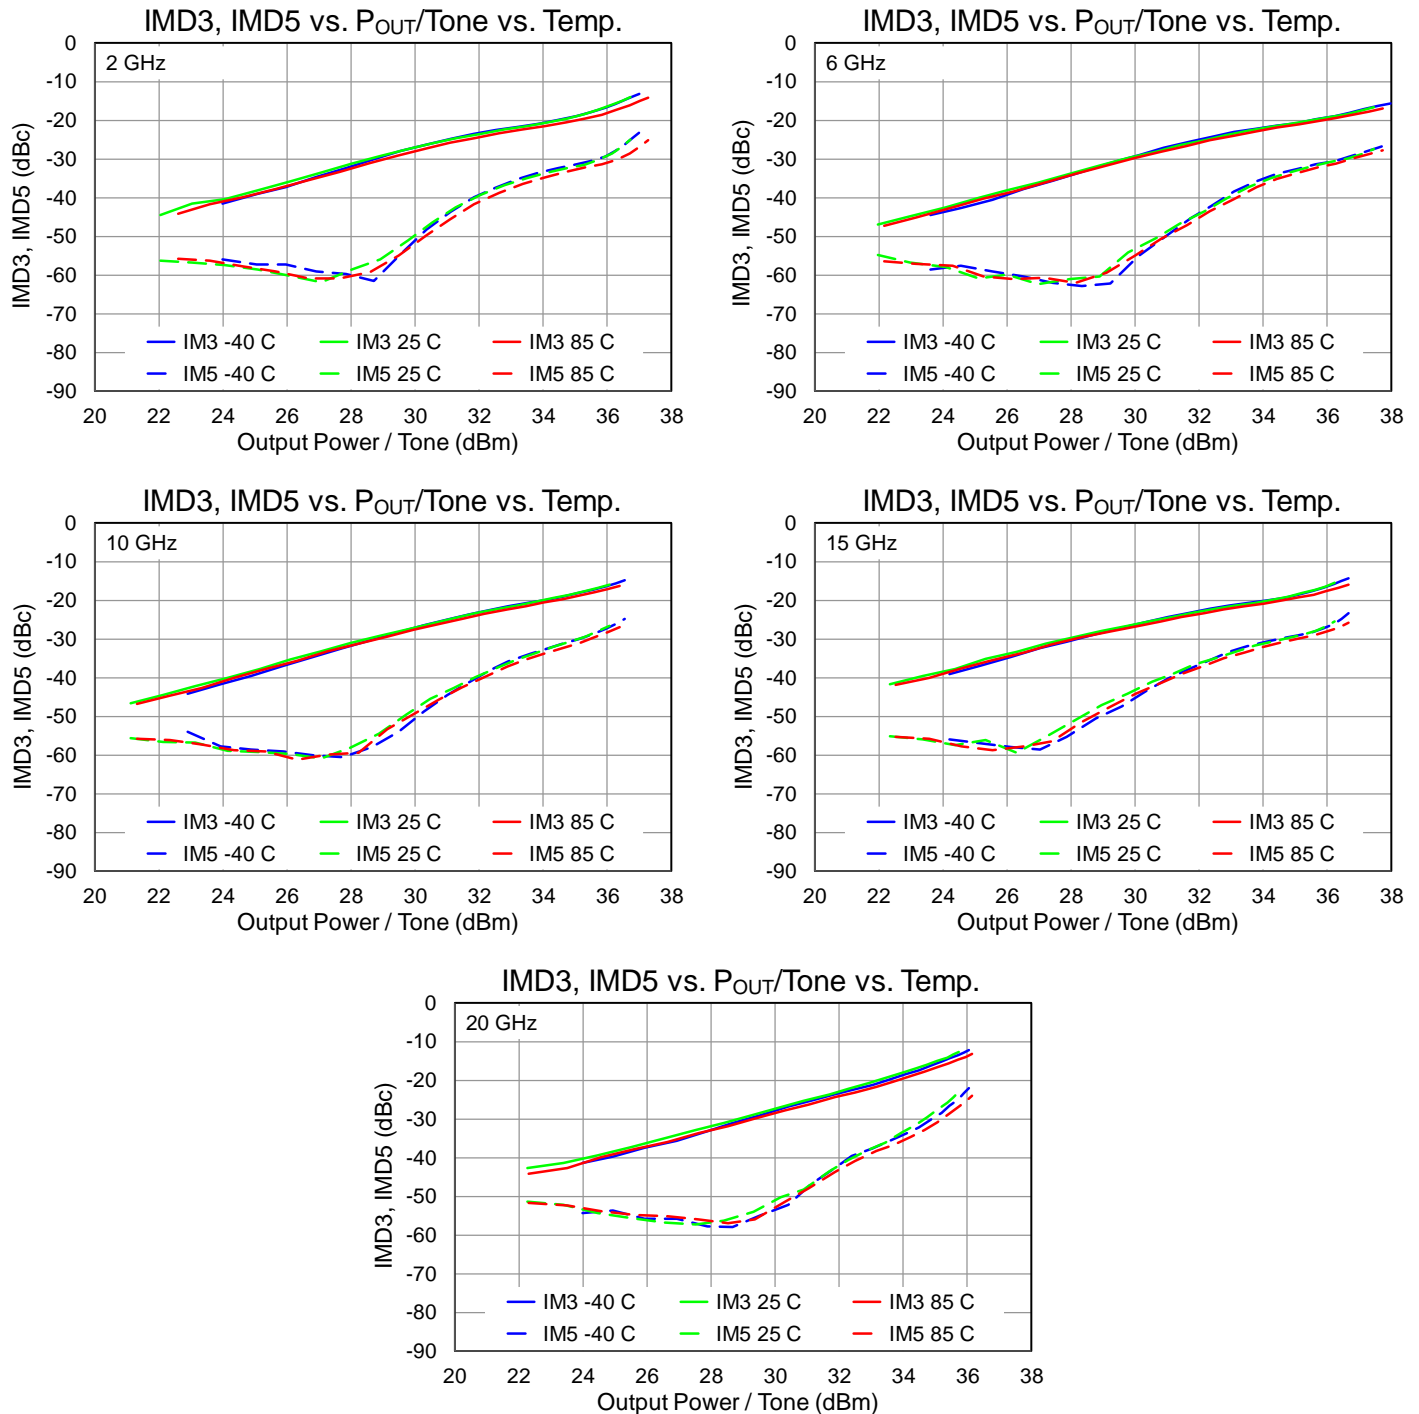 IMD3, IMD5 vs. POUT/Tone vs. Temp.
2 GHz
IMD3, IMD5 (dBc)
0
-10
-20
-30
-40
-50
-60
-70
-80
-90
IM3 -40 C IM3 25 C IM3 85 C
IM5 -40 C IM5 25 C IM5 85 C
20 22 24 26 28 30 32 34 36 38
Output Power / Tone (dBm)
IMD3, IMD5 vs. POUT/Tone vs. Temp.
6 GHz
IMD3, IMD5 (dBc)
0
-10
-20
-30
-40
-50
-60
-70
-80
-90
IM3 -40 C IM3 25 C IM3 85 C
IM5 -40 C IM5 25 C IM5 85 C
20 22 24 26 28 30 32 34 36 38
Output Power / Tone (dBm)
IMD3, IMD5 vs. POUT/Tone vs. Temp.
10 GHz
IMD3, IMD5 (dBc)
0
-10
-20
-30
-40
-50
-60
-70
-80
-90
IM3 -40 C IM3 25 C IM3 85 C
IM5 -40 C IM5 25 C IM5 85 C
20 22 24 26 28 30 32 34 36 38
Output Power / Tone (dBm)
IMD3, IMD5 vs. POUT/Tone vs. Temp.
15 GHz
IMD3, IMD5 (dBc)
0
-10
-20
-30
-40
-50
-60
-70
-80
-90
IM3 -40 C IM3 25 C IM3 85 C
IM5 -40 C IM5 25 C IM5 85 C
20 22 24 26 28 30 32 34 36 38
Output Power / Tone (dBm)
IMD3, IMD5 vs. POUT/Tone vs. Temp.
20 GHz
IMD3, IMD5 (dBc)
0
-10
-20
-30
-40
-50
-60
-70
-80
-90
IM3 -40 C IM3 25 C IM3 85 C
IM5 -40 C IM5 25 C IM5 85 C
20 22 24 26 28 30 32 34 36 38
Output Power / Tone (dBm)